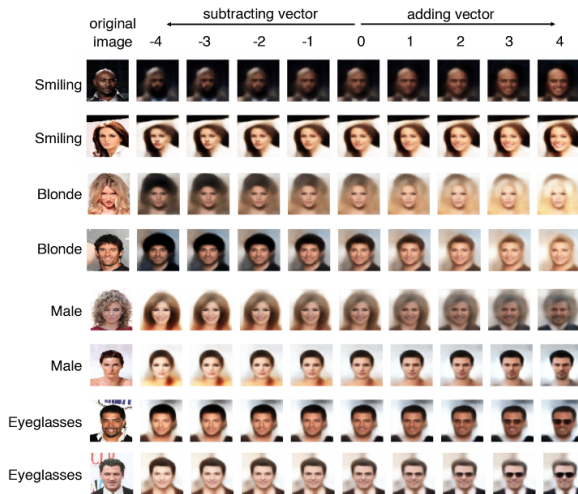 subtracting vector adding vector
original
image -4 -3 -2 -1 0 1 2 3 4
Smiling
Smiling
Blonde
Blonde
Male
Male
Eyeglasses
Eyeglasses